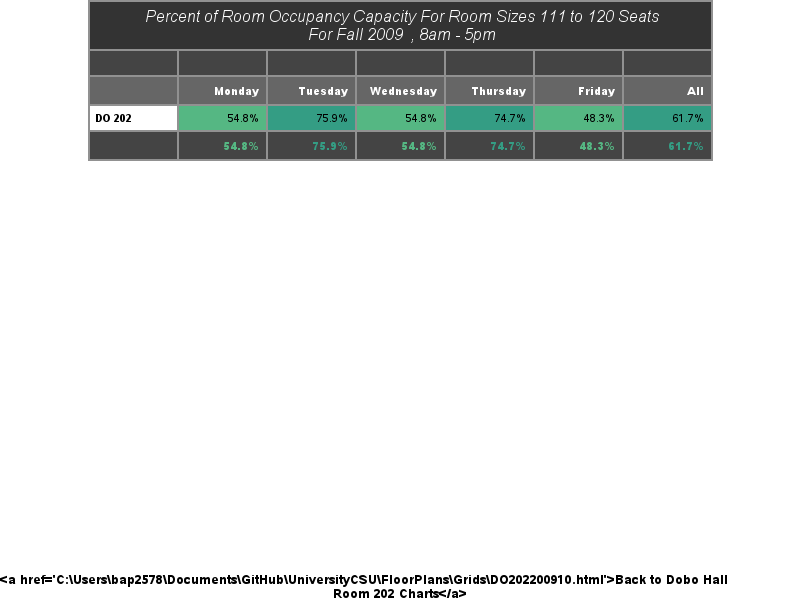 Percent of Room Occupancy Capacity For Room Sizes 111 to 120 Seats
For Fall 2009 , 8am - 5pm
Monday Tuesday Wednesday Thursday Friday All
DO 202 54.8% 75.9% 54.8% 74.7% 48.3% 61.7%
54.8% 75.9% 54.8% 74.7% 48.3% 61.7%
<a href='C:\Users\bap2578\Documents\GitHub\UniversityCSU\FloorPlans\Grids\DO202200910.html'>Back to Dobo Hall
Room 202 Charts</a>